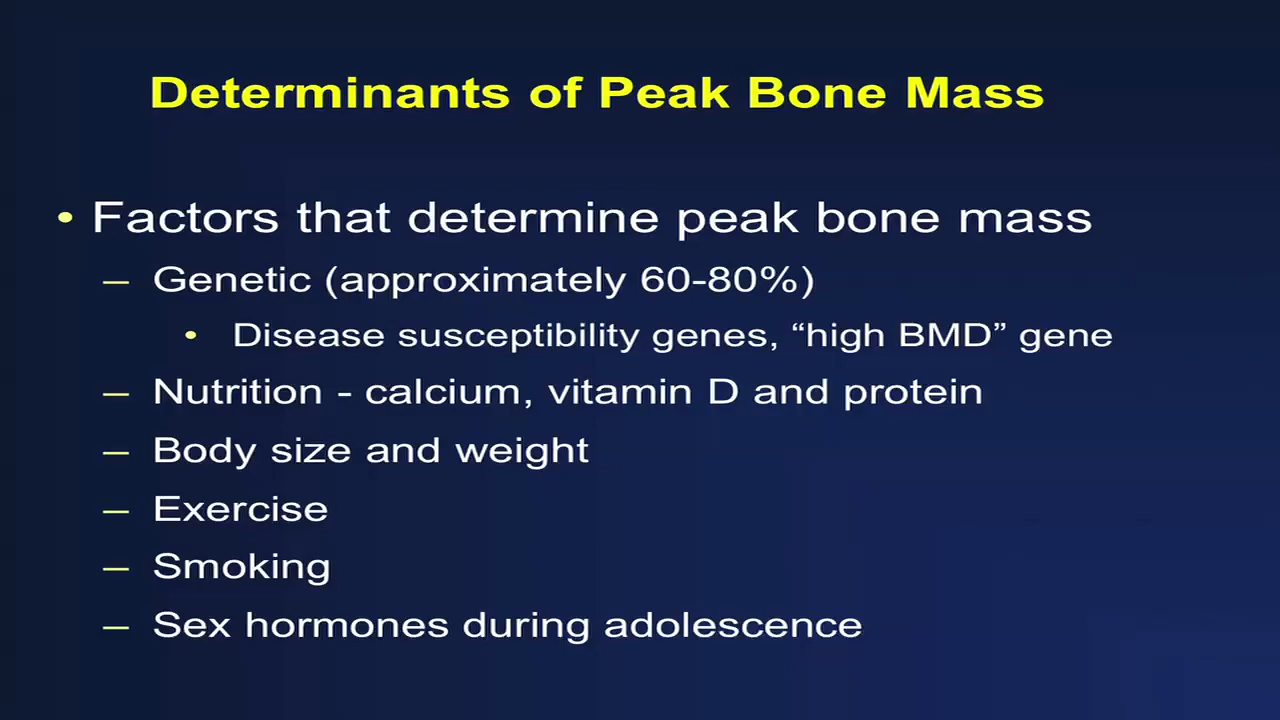 Determinants of Peak Bone Mass
• Factors that determine peak bone mass
– Genetic (approximately 60-80%)
• Disease susceptibility genes, “high BMD” gene
– Nutrition - calcium, vitamin D and protein
– Body size and weight
– Exercise
– Smoking
– Sex hormones during adolescence